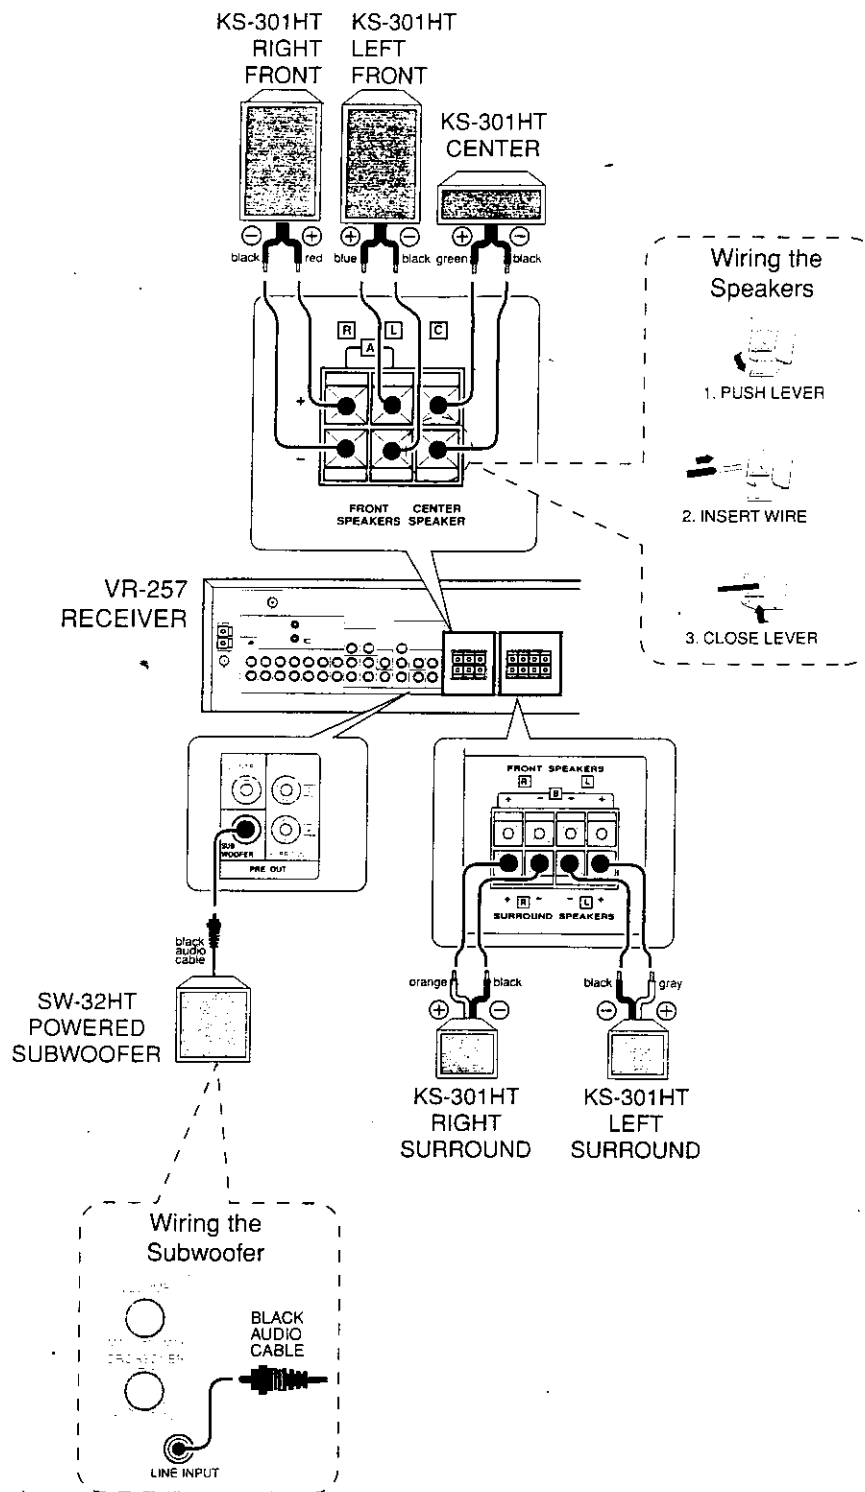 KS-301HT
RIGHT
FRONT
KS-301HT
LEFT
FRONT
KS-301HT
CENTER
− + + − + −
black red blue black green black
R L C
A
+
−
FRONT SPEAKERS
CENTER SPEAKER
Wiring the
Speakers
1. PUSH LEVER
2. INSERT WIRE
3. CLOSE LEVER
VR-257
RECEIVER
SUB
WOOFER
PRE OUT
FRONT SPEAKERS
R L
+ − B − +
+ R − − L +
SURROUND SPEAKERS
black
audio
cable
SW-32HT
POWERED
SUBWOOFER
orange black black gray
+ − − +
KS-301HT
RIGHT
SURROUND
KS-301HT
LEFT
SURROUND
Wiring the
Subwoofer
BLACK
AUDIO
CABLE
LINE INPUT